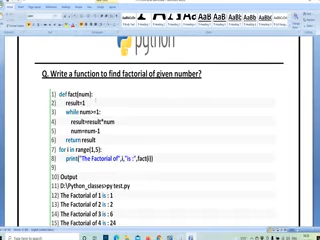 python
Q. Write a function to find factorial of given number?
1) def fact(num):
2) result=1
3) while num>=1:
4) result=result*num
5) num=num-1
6) return result
7) for i in range(1,5):
8) print("The Factorial of",i,"is :",fact(i))
9)
10) Output
11) D:\Python_classes>py test.py
12) The Factorial of 1 is : 1
13) The Factorial of 2 is : 2
14) The Factorial of 3 is : 6
15) The Factorial of 4 is : 24